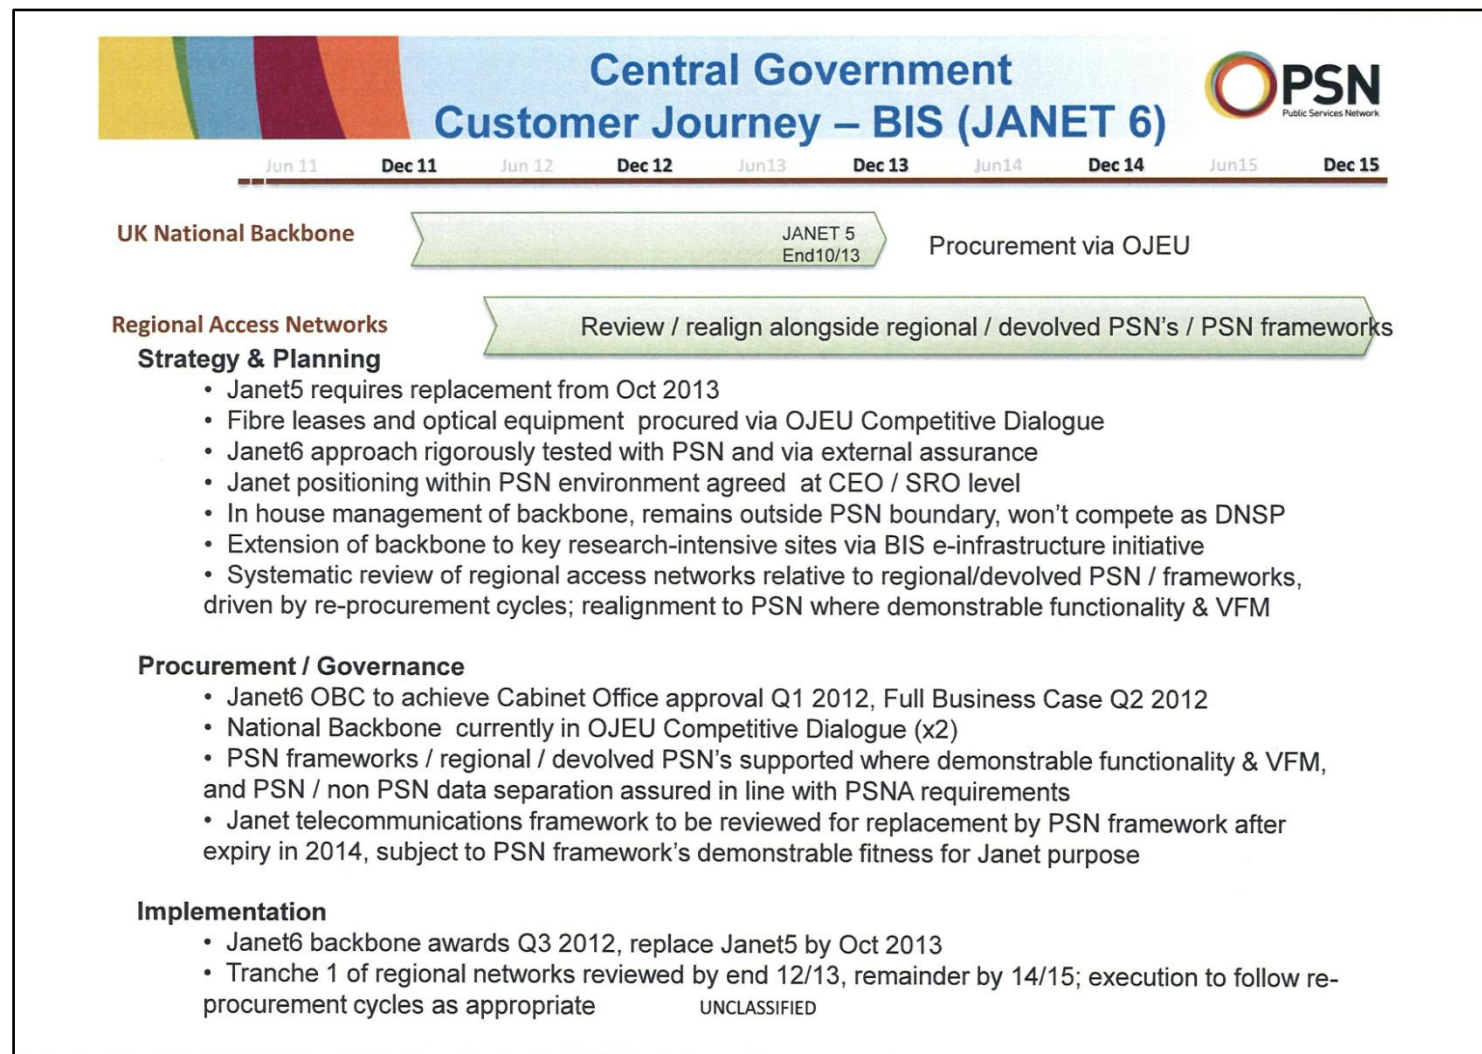 Central Government
Customer Journey – BIS (JANET 6)
PSN
Public Services Network
Jun 11 Dec 11 Jun 12 Dec 12 Jun13 Dec 13 Jun14 Dec 14 Jun15 Dec 15
UK National Backbone
JANET 5
End10/13
Procurement via OJEU
Regional Access Networks
Review / realign alongside regional / devolved PSN's / PSN frameworks
Strategy & Planning
• Janet5 requires replacement from Oct 2013
• Fibre leases and optical equipment procured via OJEU Competitive Dialogue
• Janet6 approach rigorously tested with PSN and via external assurance
• Janet positioning within PSN environment agreed at CEO / SRO level
• In house management of backbone, remains outside PSN boundary, won't compete as DNSP
• Extension of backbone to key research-intensive sites via BIS e-infrastructure initiative
• Systematic review of regional access networks relative to regional/devolved PSN / frameworks,
driven by re-procurement cycles; realignment to PSN where demonstrable functionality & VFM
Procurement / Governance
• Janet6 OBC to achieve Cabinet Office approval Q1 2012, Full Business Case Q2 2012
• National Backbone currently in OJEU Competitive Dialogue (x2)
• PSN frameworks / regional / devolved PSN's supported where demonstrable functionality & VFM,
and PSN / non PSN data separation assured in line with PSNA requirements
• Janet telecommunications framework to be reviewed for replacement by PSN framework after
expiry in 2014, subject to PSN framework's demonstrable fitness for Janet purpose
Implementation
• Janet6 backbone awards Q3 2012, replace Janet5 by Oct 2013
• Tranche 1 of regional networks reviewed by end 12/13, remainder by 14/15; execution to follow re-
procurement cycles as appropriate
UNCLASSIFIED